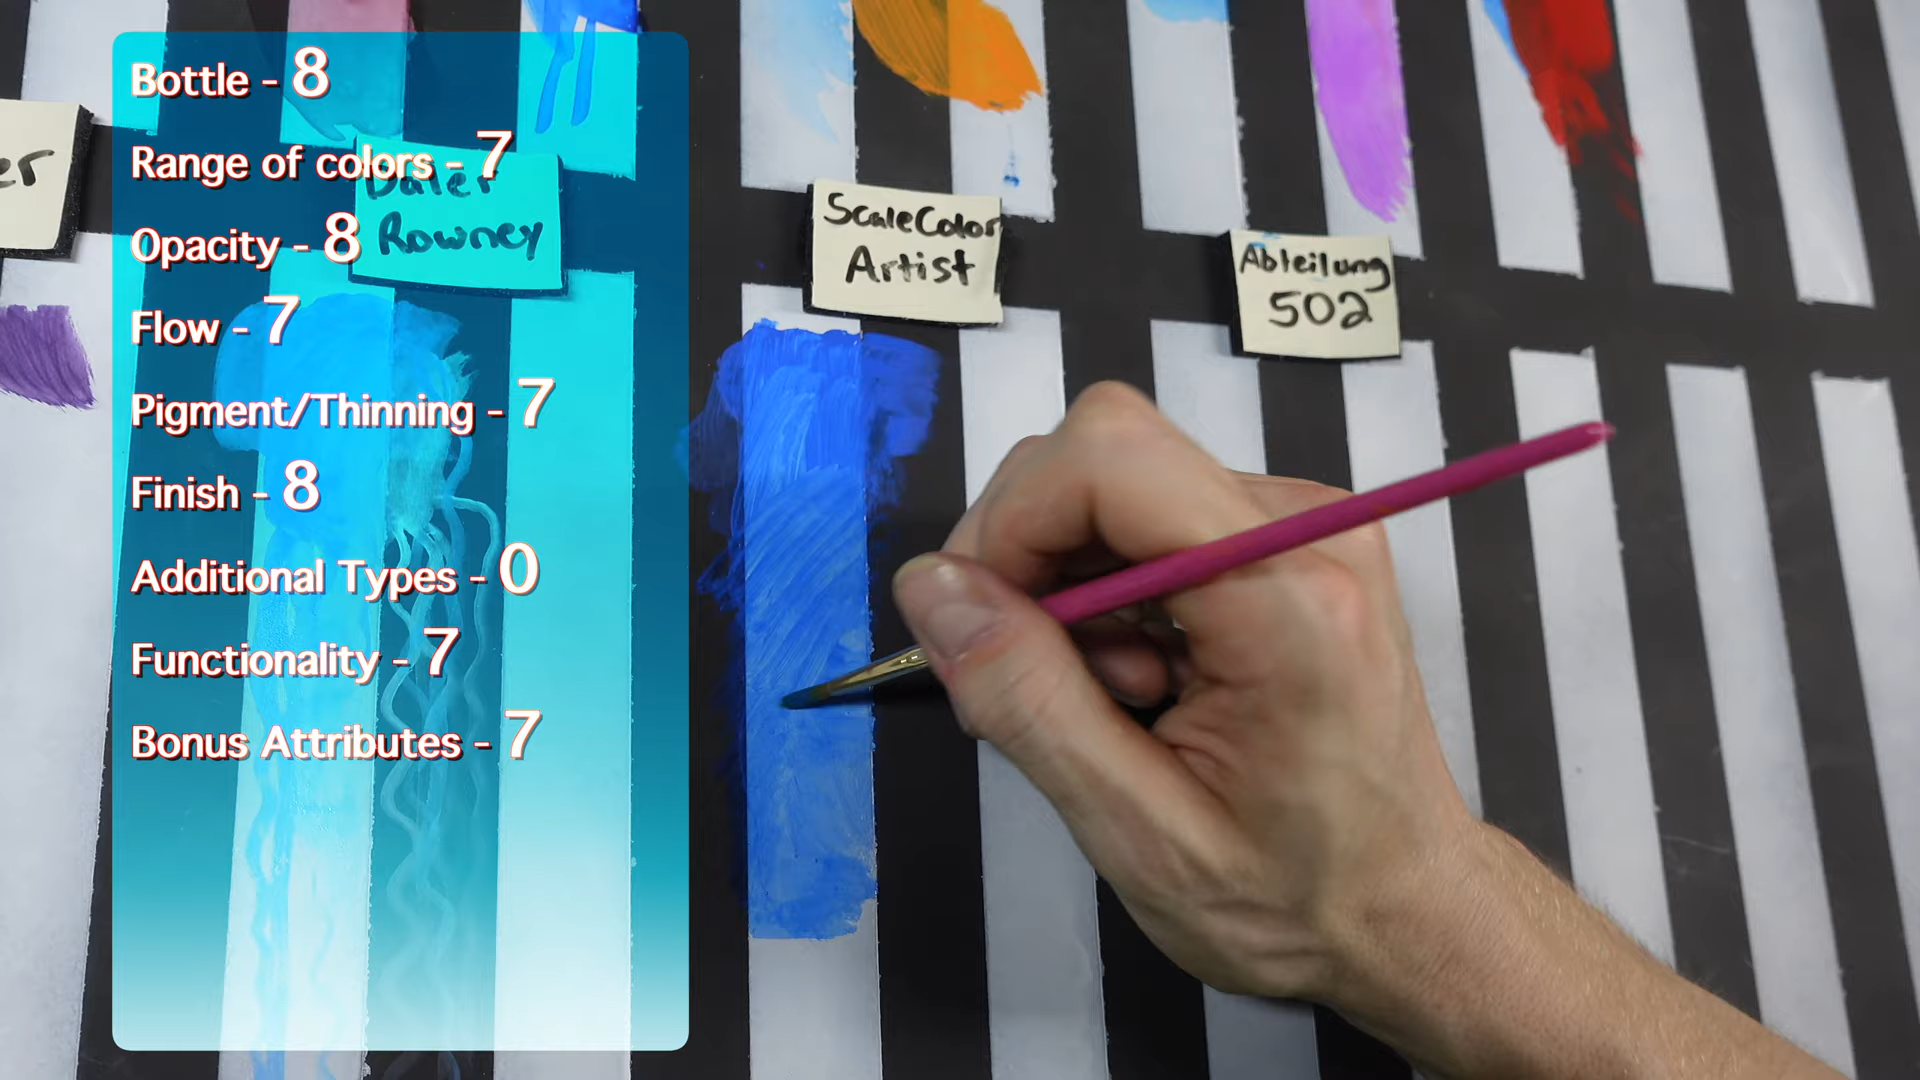 Bottle - 8
Range of colors - 7
Opacity - 8
Flow - 7
Pigment/Thinning - 7
Finish - 8
Additional Types - 0
Functionality - 7
Bonus Attributes - 7
er
Daler
Rowney
ScaleColor
Artist
Abteilung
502